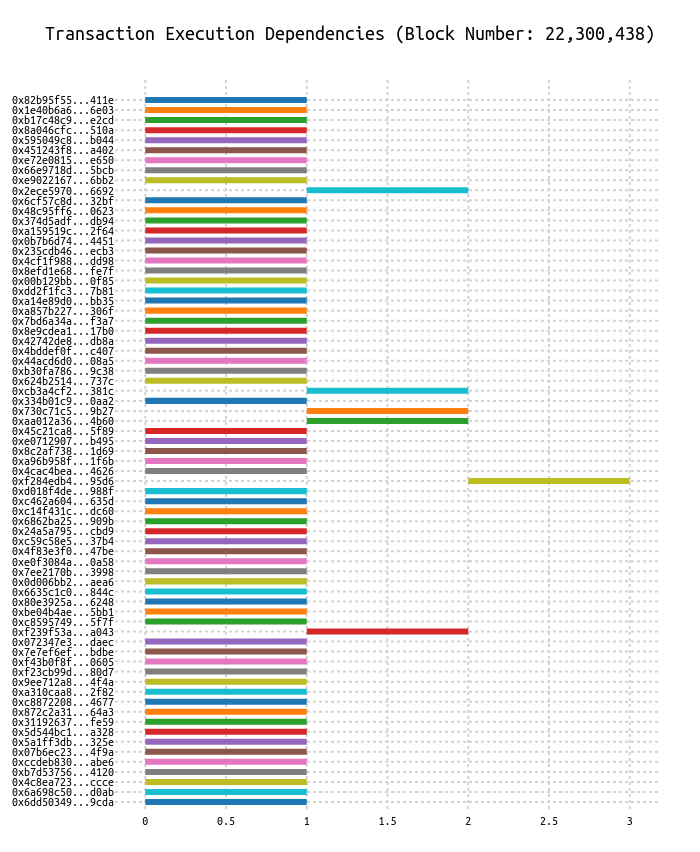 Transaction Execution Dependencies (Block Number: 22,300,438)
0x82b95f55...411e
0x1e40b6a6...6e03
0xb17c48c9...e2cd
0x8a046cfc...510a
0x595049c8...b044
0x451243f8...a402
0xe72e0815...e650
0x66e9718d...5bcb
0xe9022167...6bb2
0x2ece5970...6692
0x6cf57c8d...32bf
0x48c95ff6...0623
0x374d5adf...db94
0xa159519c...2f64
0x0b7b6d74...4451
0x235cdb46...ecb3
0x4cf1f988...dd98
0x8efd1e68...fe7f
0x00b129bb...0f85
0xdd2f1fc3...7b81
0xa14e89d0...bb35
0xa857b227...306f
0x7bd6a34a...f3a7
0x8e9cdea1...17b0
0x42742de8...db8a
0x4bddef0f...c407
0x44acd6d0...08a5
0xb30fa786...9c38
0x624b2514...737c
0xcb3a4cf2...381c
0x334b01c9...0aa2
0x730c71c5...9b27
0xaa012a36...4b60
0x45c21ca8...5f89
0xe0712907...b495
0x8c2af738...1d69
0xa96b958f...1f6b
0x4cac4bea...4626
0xf284edb4...95d6
0xd018f4de...988f
0xc462a604...635d
0xc14f431c...dc60
0x6862ba25...909b
0x24a5a795...cbd9
0xc59c58e5...37b4
0x4f83e3f0...47be
0xe0f3084a...0a58
0x7ee2170b...3998
0x0d006bb2...aea6
0x6635c1c0...844c
0x80e3925a...6248
0xbe04b4ae...5bb1
0xc8595749...5f7f
0xf239f53a...a043
0x072347e3...daec
0x7e7ef6ef...bdbe
0xf43b0f8f...0605
0xf23cb99d...80d7
0x9ee712a8...4f4a
0xa310caa8...2f82
0xc8872208...4677
0x872c2a31...64a3
0x31192637...fe59
0x5d544bc1...a328
0x5a1ff3db...325e
0x07b6ec23...4f9a
0xccdeb830...abe6
0xb7d53756...4120
0x4c8ea723...ccce
0x6a698c50...d0ab
0x6dd50349...9cda
0 0.5 1 1.5 2 2.5 3